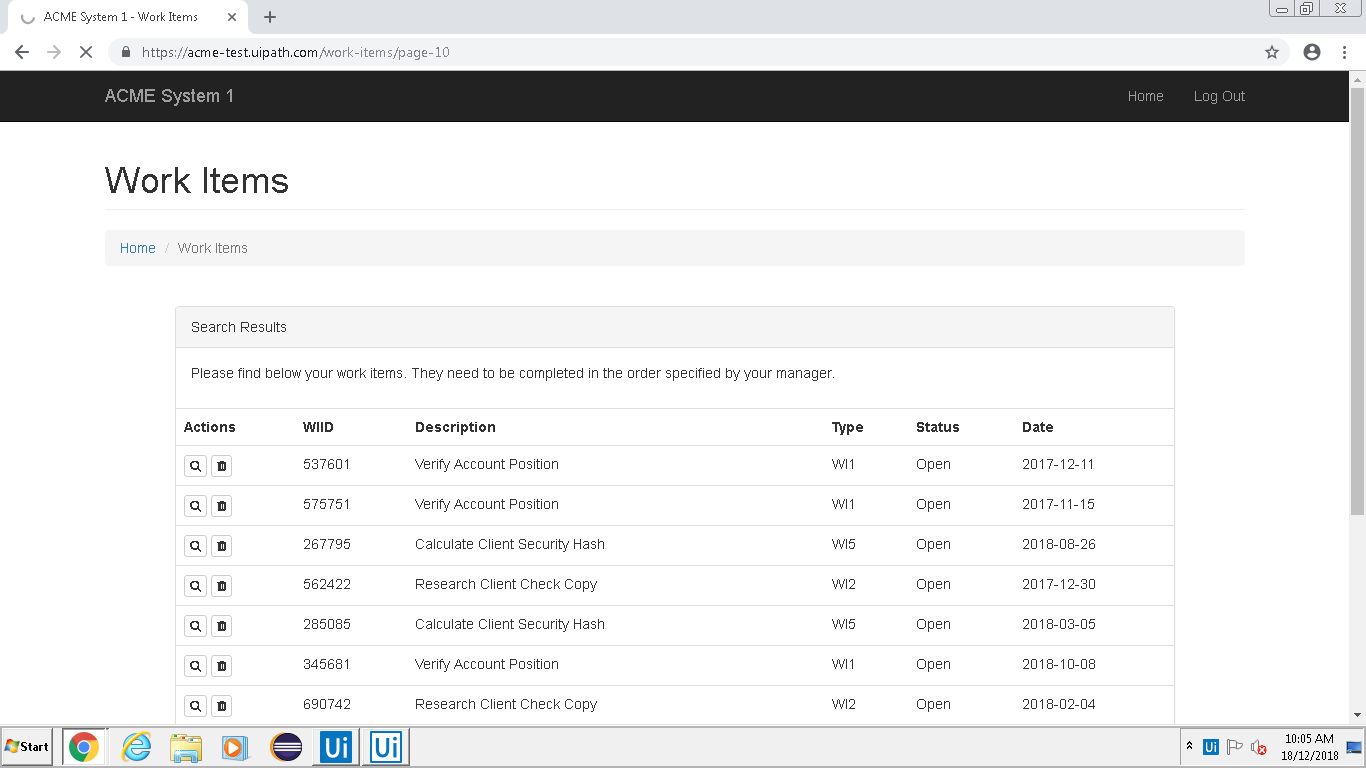 ACME System 1 - Work Items
https://acme-test.uipath.com/work-items/page-10
ACME System 1 Home Log Out
Work Items
Home / Work Items
Search Results
Please find below your work items. They need to be completed in the order specified by your manager.
Actions WIID Description Type Status Date
537601 Verify Account Position WI1 Open 2017-12-11
575751 Verify Account Position WI1 Open 2017-11-15
267795 Calculate Client Security Hash WI5 Open 2018-08-26
562422 Research Client Check Copy WI2 Open 2017-12-30
285085 Calculate Client Security Hash WI5 Open 2018-03-05
345681 Verify Account Position WI1 Open 2018-10-08
690742 Research Client Check Copy WI2 Open 2018-02-04
Start Ui Ui Ui 10:05 AM
18/12/2018